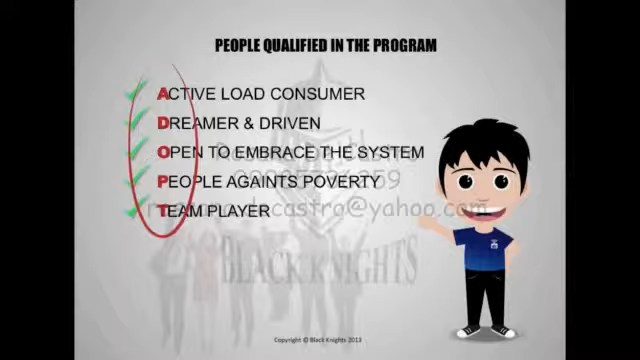 PEOPLE QUALIFIED IN THE PROGRAM
ACTIVE LOAD CONSUMER
DREAMER & DRIVEN
OPEN TO EMBRACE THE SYSTEM
PEOPLE AGAINTS POVERTY
TEAM PLAYER
BLACK KNIGHTS
Copyright © Black Knights 2013